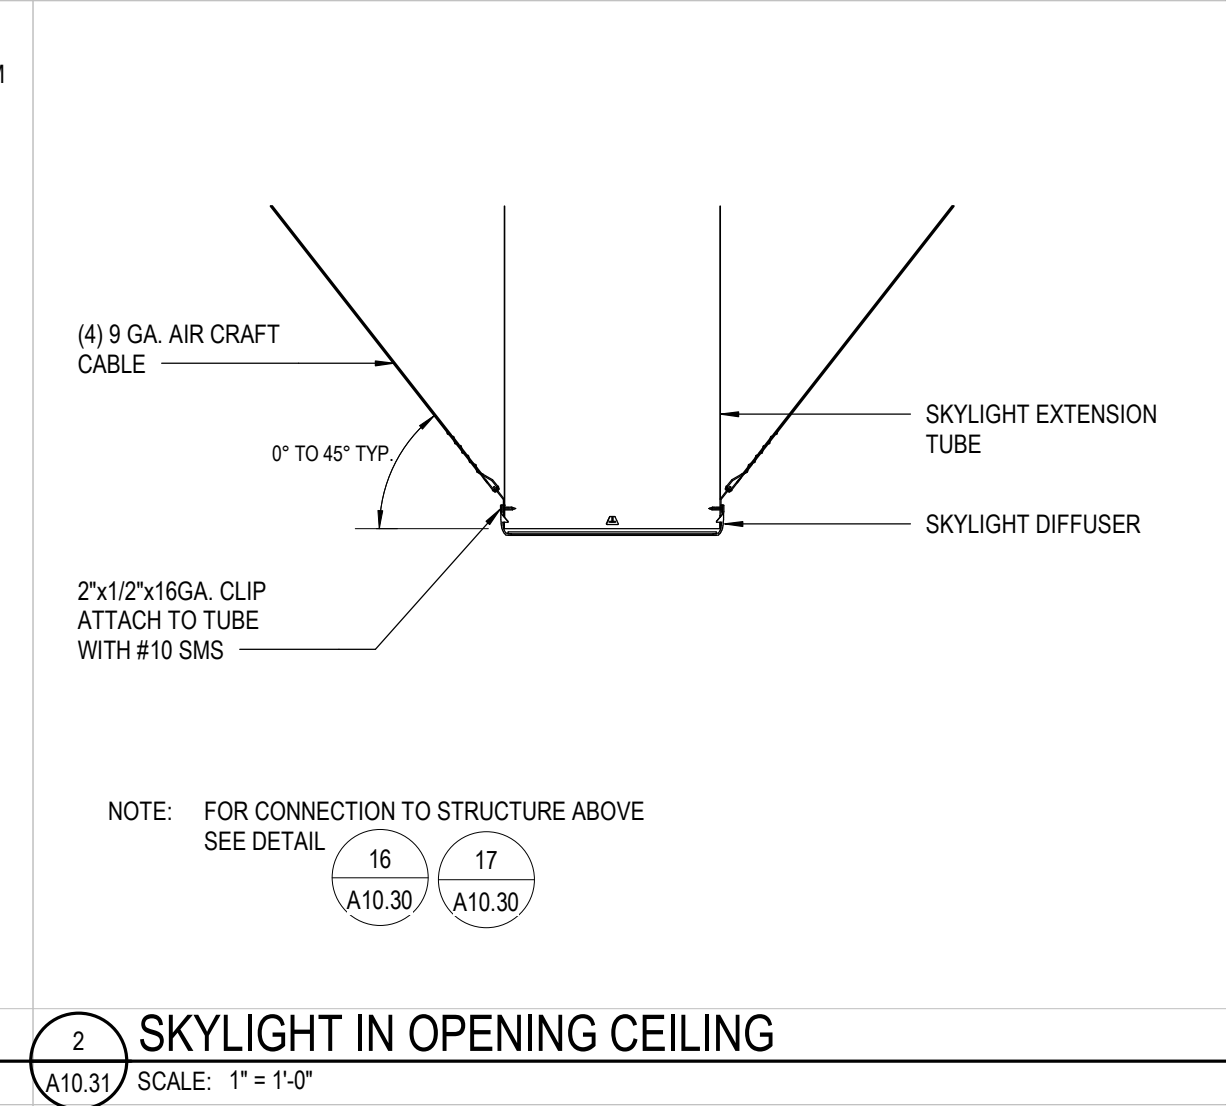 (4) 9 GA. AIR CRAFT
CABLE
0° TO 45° TYP.
SKYLIGHT EXTENSION
TUBE
SKYLIGHT DIFFUSER
2"x1/2"x16GA. CLIP
ATTACH TO TUBE
WITH #10 SMS
NOTE: FOR CONNECTION TO STRUCTURE ABOVE
SEE DETAIL
16
A10.30
17
A10.30
2
A10.31
SKYLIGHT IN OPENING CEILING
SCALE: 1" = 1'-0"